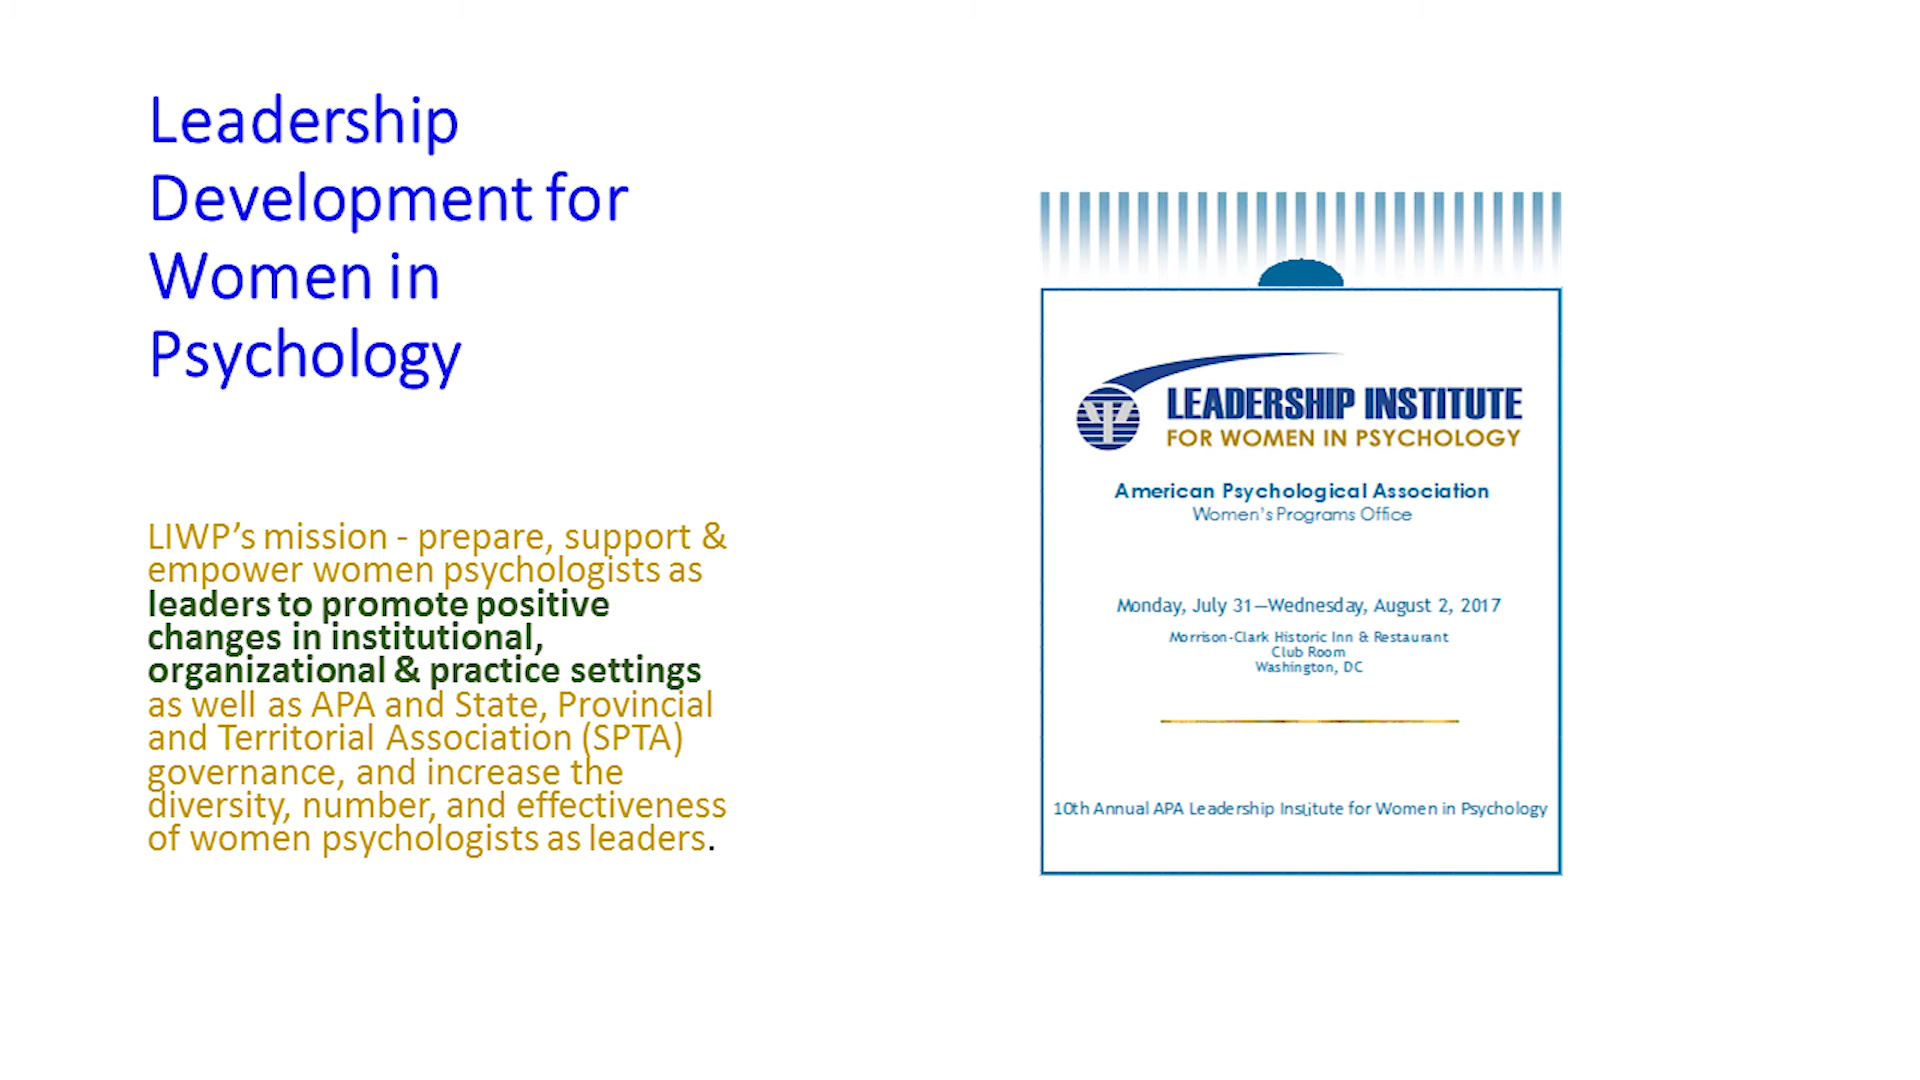 Leadership
Development for
Women in
Psychology
LIWP’s mission - prepare, support &
empower women psychologists as
leaders to promote positive
changes in institutional,
organizational & practice settings
as well as APA and State, Provincial
and Territorial Association (SPTA)
governance, and increase the
diversity, number, and effectiveness
of women psychologists as leaders.
LEADERSHIP INSTITUTE
FOR WOMEN IN PSYCHOLOGY
American Psychological Association
Women’s Programs Office
Monday, July 31—Wednesday, August 2, 2017
Morrison-Clark Historic Inn & Restaurant
Club Room
Washington, DC
10th Annual APA Leadership Institute for Women in Psychology